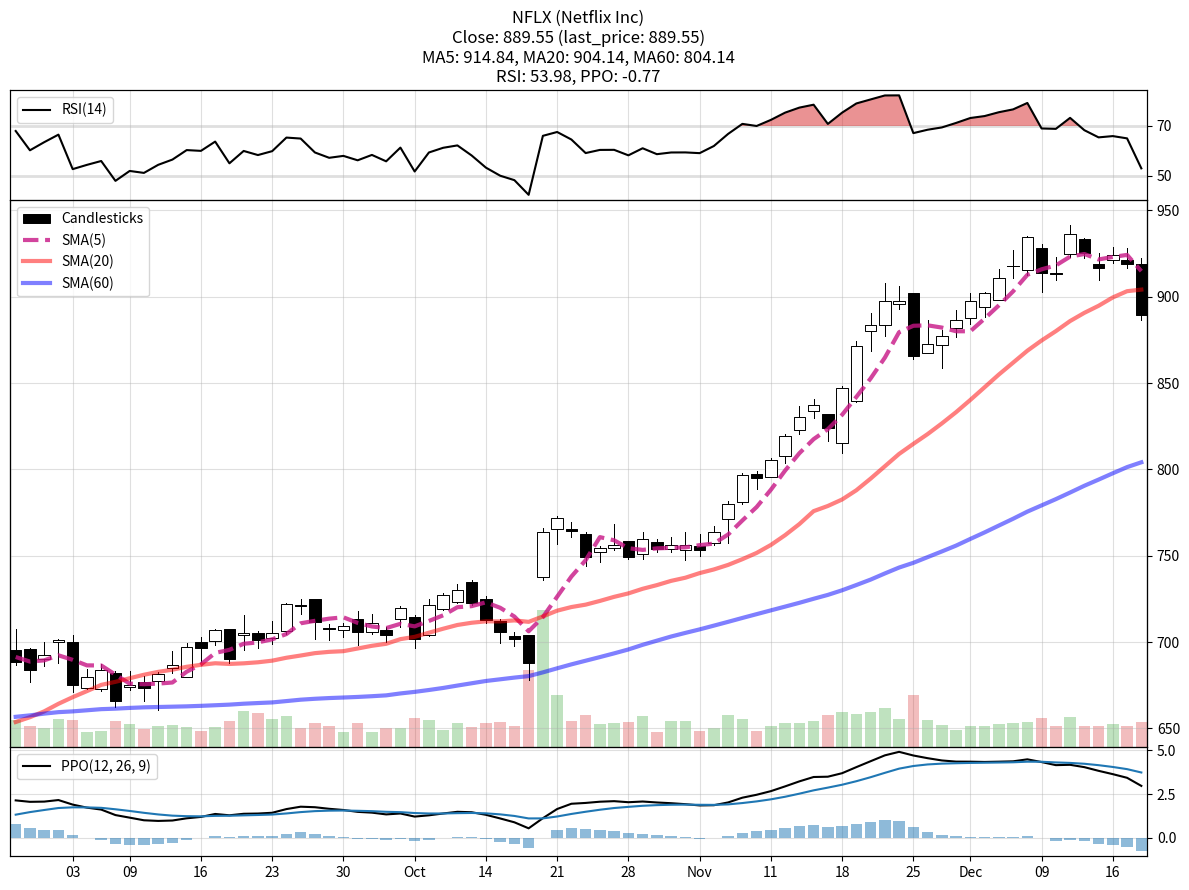 NFLX (Netflix Inc)
Close: 889.55 (last_price: 889.55)
MA5: 914.84, MA20: 904.14, MA60: 804.14
RSI: 53.98, PPO: -0.77
RSI(14)
70
50
Candlesticks
SMA(5)
SMA(20)
SMA(60)
950
900
850
800
750
700
650
PPO(12, 26, 9)
5.0
2.5
0.0
03 09 16 23 30 Oct 14 21 28 Nov 11 18 25 Dec 09 16